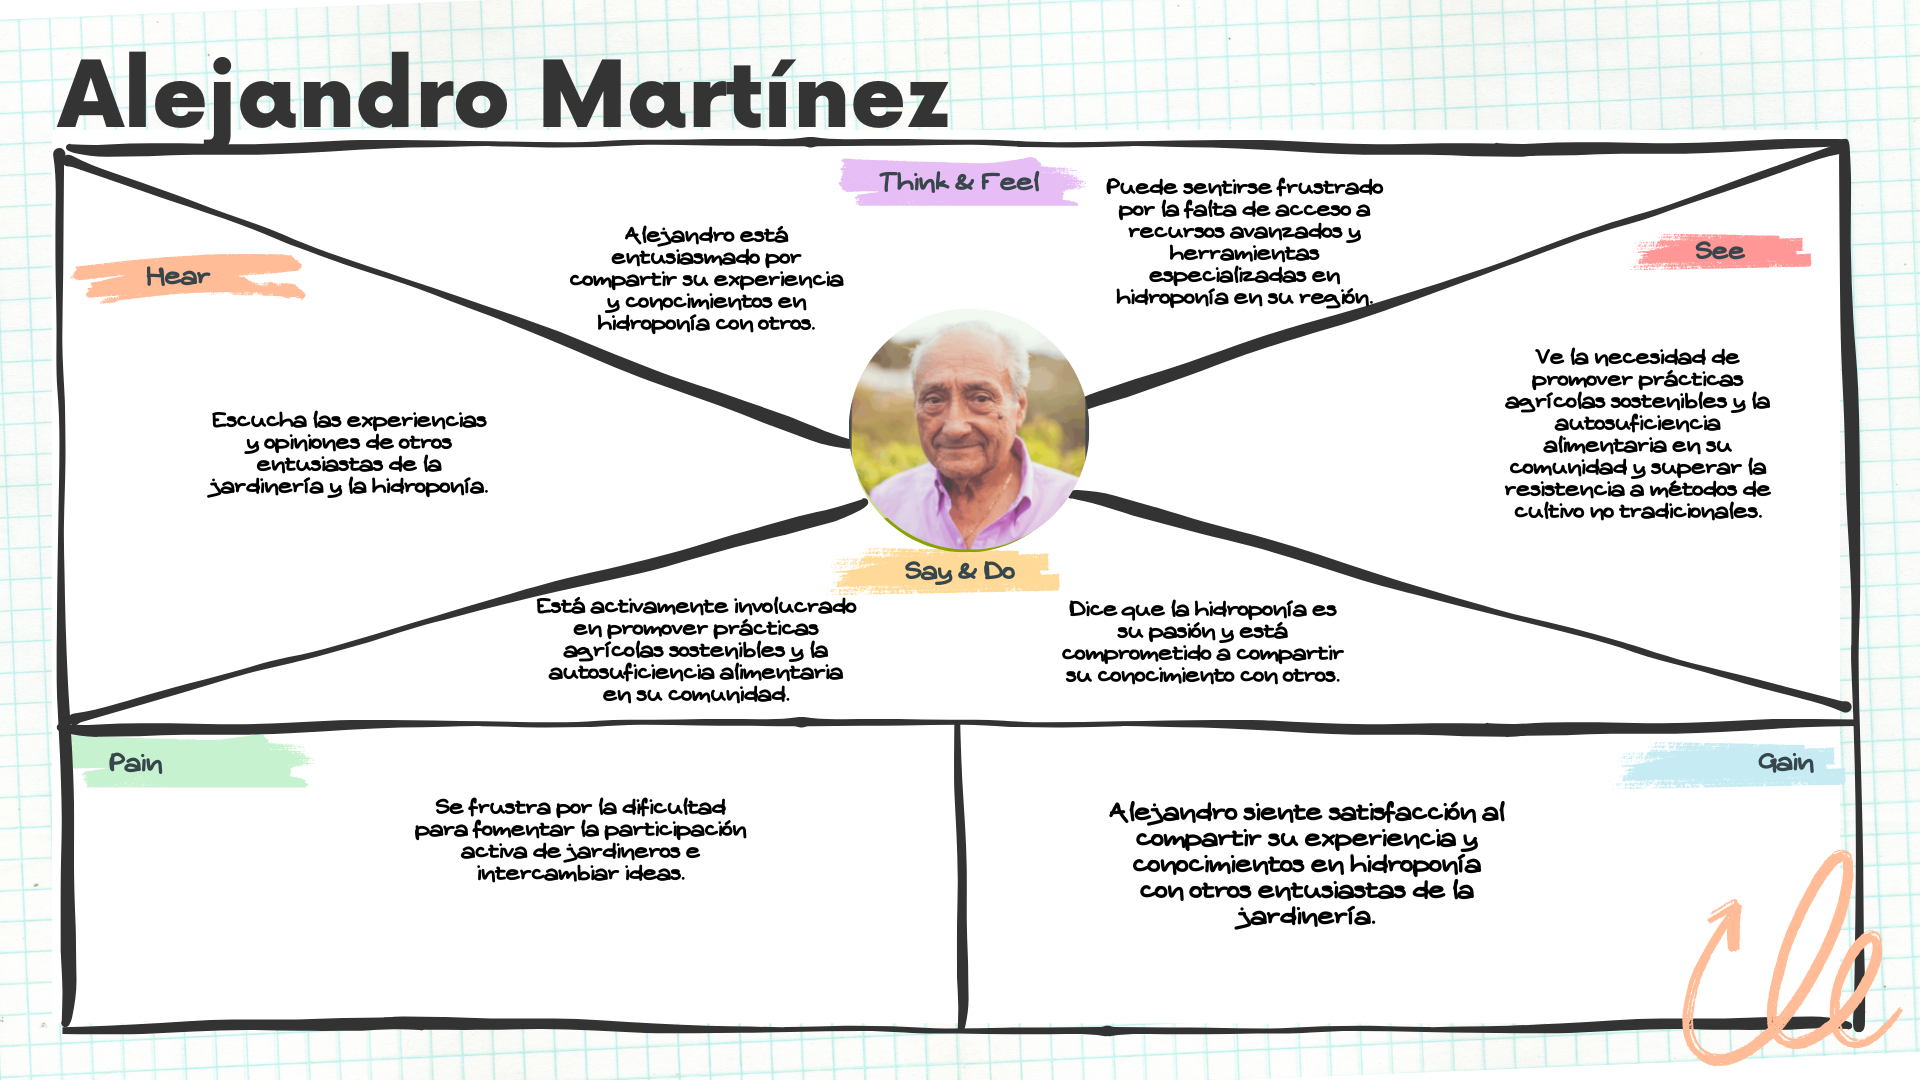 Alejandro Martínez
Think & Feel
Alejandro está
entusiasmado por
compartir su experiencia
y conocimientos en
hidroponía con otros.
Puede sentirse frustrado
por la falta de acceso a
recursos avanzados y
herramientas
especializadas en
hidroponía en su región.
Hear
Escucha las experiencias
y opiniones de otros
entusiastas de la
jardinería y la hidroponía.
See
Ve la necesidad de
promover prácticas
agrícolas sostenibles y la
autosuficiencia
alimentaria en su
comunidad y superar la
resistencia a métodos de
cultivo no tradicionales.
Say & Do
Está activamente involucrado
en promover prácticas
agrícolas sostenibles y la
autosuficiencia alimentaria
en su comunidad.
Dice que la hidroponía es
su pasión y está
comprometido a compartir
su conocimiento con otros.
Pain
Se frustra por la dificultad
para fomentar la participación
activa de jardineros e
intercambiar ideas.
Gain
Alejandro siente satisfacción al
compartir su experiencia y
conocimientos en hidroponía
con otros entusiastas de la
jardinería.